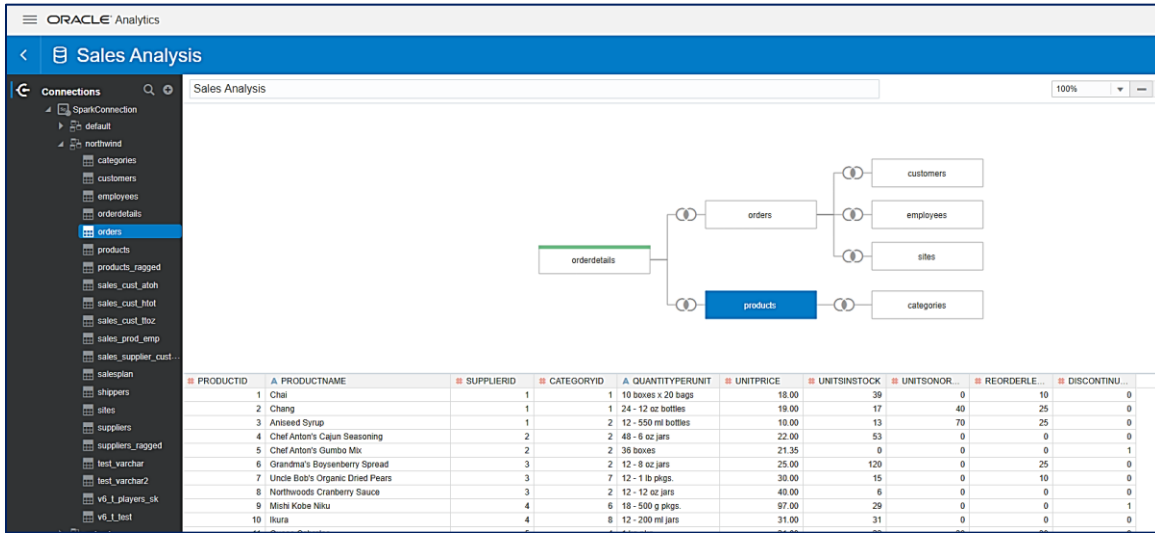 ORACLE Analytics
Sales Analysis
Connections
SparkConnection
default
northwind
categories
customers
employees
orderdetails
orders
products
products_ragged
sales_cust_atoh
sales_cust_htot
sales_cust_ttoz
sales_prod_emp
sales_supplier_cust...
salesplan
shippers
sites
suppliers
suppliers_ragged
test_varchar
test_varchar2
v6_t_players_sk
v6_t_test
Sales Analysis 100%
customers
orders employees
orderdetails sites
products categories
# PRODUCTID A PRODUCTNAME # SUPPLIERID # CATEGORYID A QUANTITYPERUNIT # UNITPRICE # UNITSINSTOCK # UNITSONOR... # REORDERLE... # DISCONTINU...
1 Chai 1 1 10 boxes x 20 bags 18.00 39 0 10 0
2 Chang 1 1 24 - 12 oz bottles 19.00 17 40 25 0
3 Aniseed Syrup 1 2 12 - 550 ml bottles 10.00 13 70 25 0
4 Chef Anton's Cajun Seasoning 2 2 48 - 6 oz jars 22.00 53 0 0 0
5 Chef Anton's Gumbo Mix 2 2 36 boxes 21.35 0 0 0 1
6 Grandma's Boysenberry Spread 3 2 12 - 8 oz jars 25.00 120 0 25 0
7 Uncle Bob's Organic Dried Pears 3 7 12 - 1 lb pkgs. 30.00 15 0 10 0
8 Northwoods Cranberry Sauce 3 2 12 - 12 oz jars 40.00 6 0 0 0
9 Mishi Kobe Niku 4 6 18 - 500 g pkgs. 97.00 29 0 0 1
10 Ikura 4 8 12 - 200 ml jars 31.00 31 0 0 0